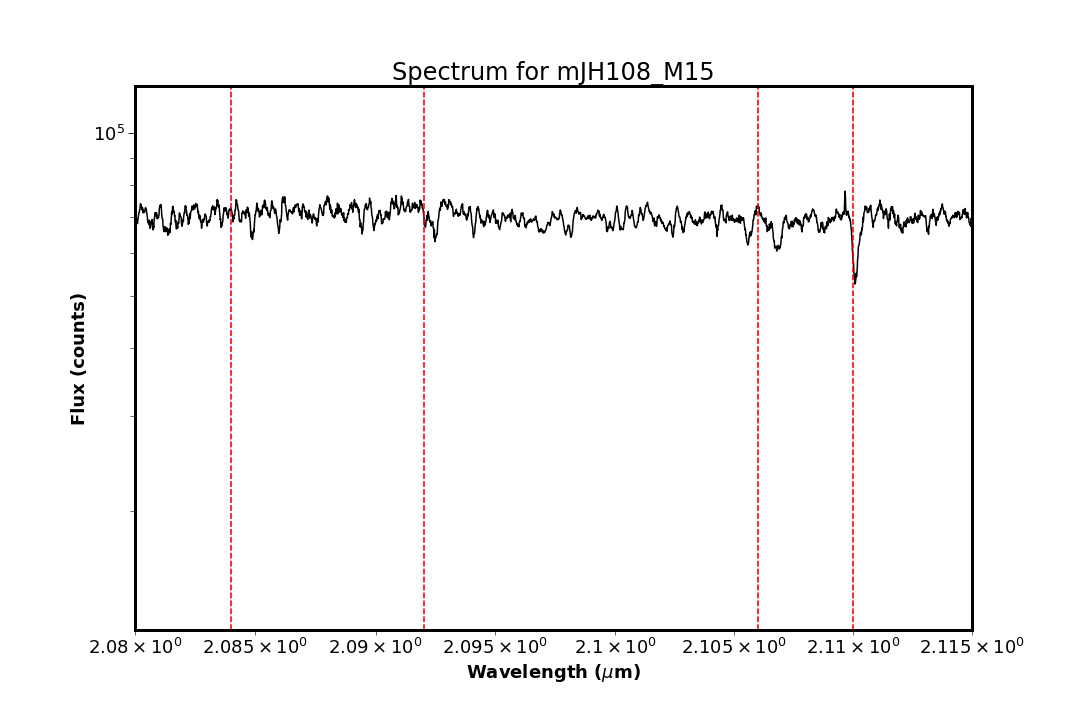 Spectrum for mJH108_M15
10⁵
Flux (counts)
2.08 × 10⁰ 2.085 × 10⁰ 2.09 × 10⁰ 2.095 × 10⁰ 2.1 × 10⁰ 2.105 × 10⁰ 2.11 × 10⁰ 2.115 × 10⁰
Wavelength (μm)